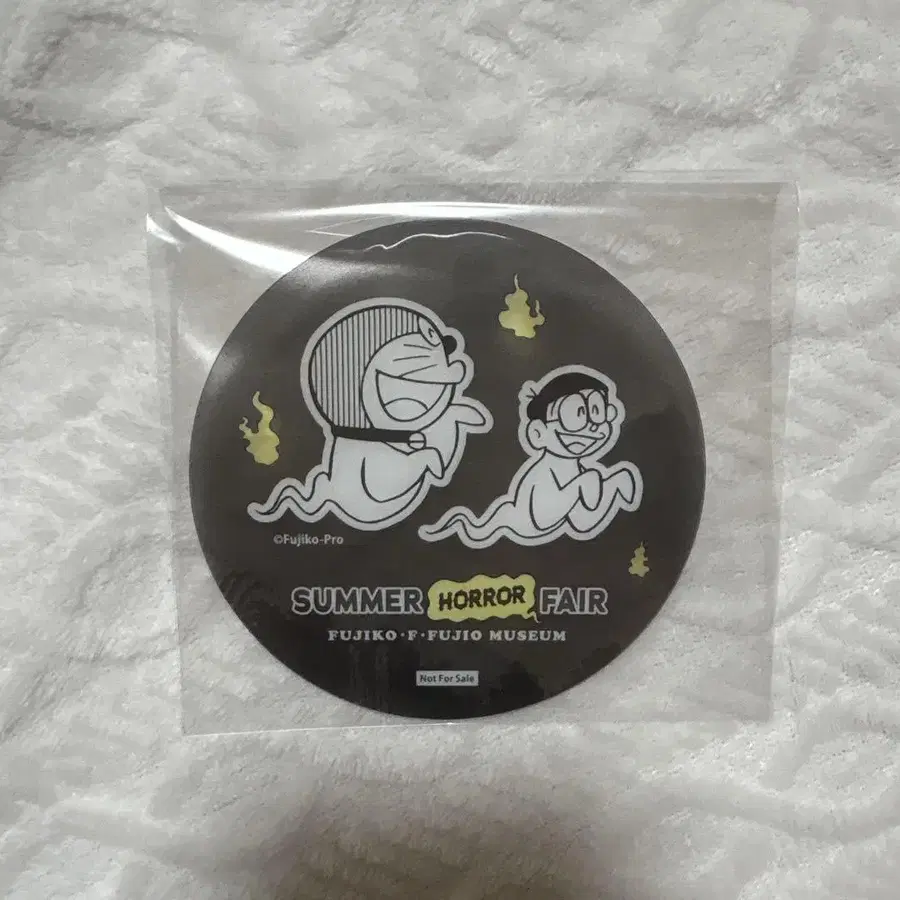 ©Fujiko-Pro
SUMMER HORROR FAIR
FUJIKO·F·FUJIO MUSEUM
Not For Sale